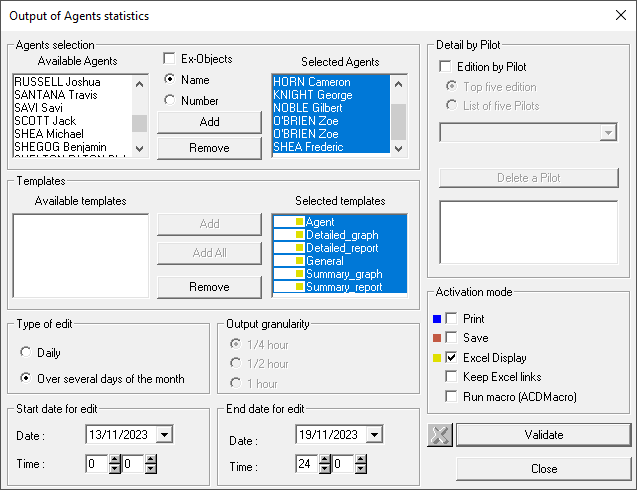 Output of Agents statistics
Agents selection
Available Agents
RUSSELL Joshua
SANTANA Travis
SAVI Savi
SCOTT Jack
SHEA Michael
SHEGOG Benjamin
Ex-Objects
Name
Number
Add
Remove
Selected Agents
HORN Cameron
KNIGHT George
NOBLE Gilbert
O'BRIEN Zoe
O'BRIEN Zoe
SHEA Frederic
Detail by Pilot
Edition by Pilot
Top five edition
List of five Pilots
Delete a Pilot
Templates
Available templates
Add
Add All
Remove
Selected templates
Agent
Detailed_graph
Detailed_report
General
Summary_graph
Summary_report
Type of edit
Daily
Over several days of the month
Output granularity
1/4 hour
1/2 hour
1 hour
Activation mode
Print
Save
Excel Display
Keep Excel links
Run macro (ACDMacro)
Start date for edit
Date : 13/11/2023
Time : 0 0
End date for edit
Date : 19/11/2023
Time : 24 0
Validate
Close